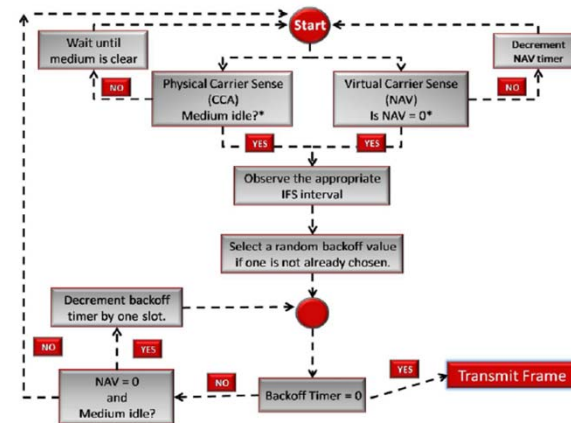 Start
Wait until
medium is clear
Decrement
NAV timer
NO
Physical Carrier Sense
(CCA)
Medium idle?*
Virtual Carrier Sense
(NAV)
Is NAV = 0*
NO
YES
YES
Observe the appropriate
IFS interval
Select a random backoff value
if one is not already chosen.
Decrement backoff
timer by one slot.
NO
YES
NAV = 0
and
Medium idle?
NO
Backoff Timer = 0
YES
Transmit Frame